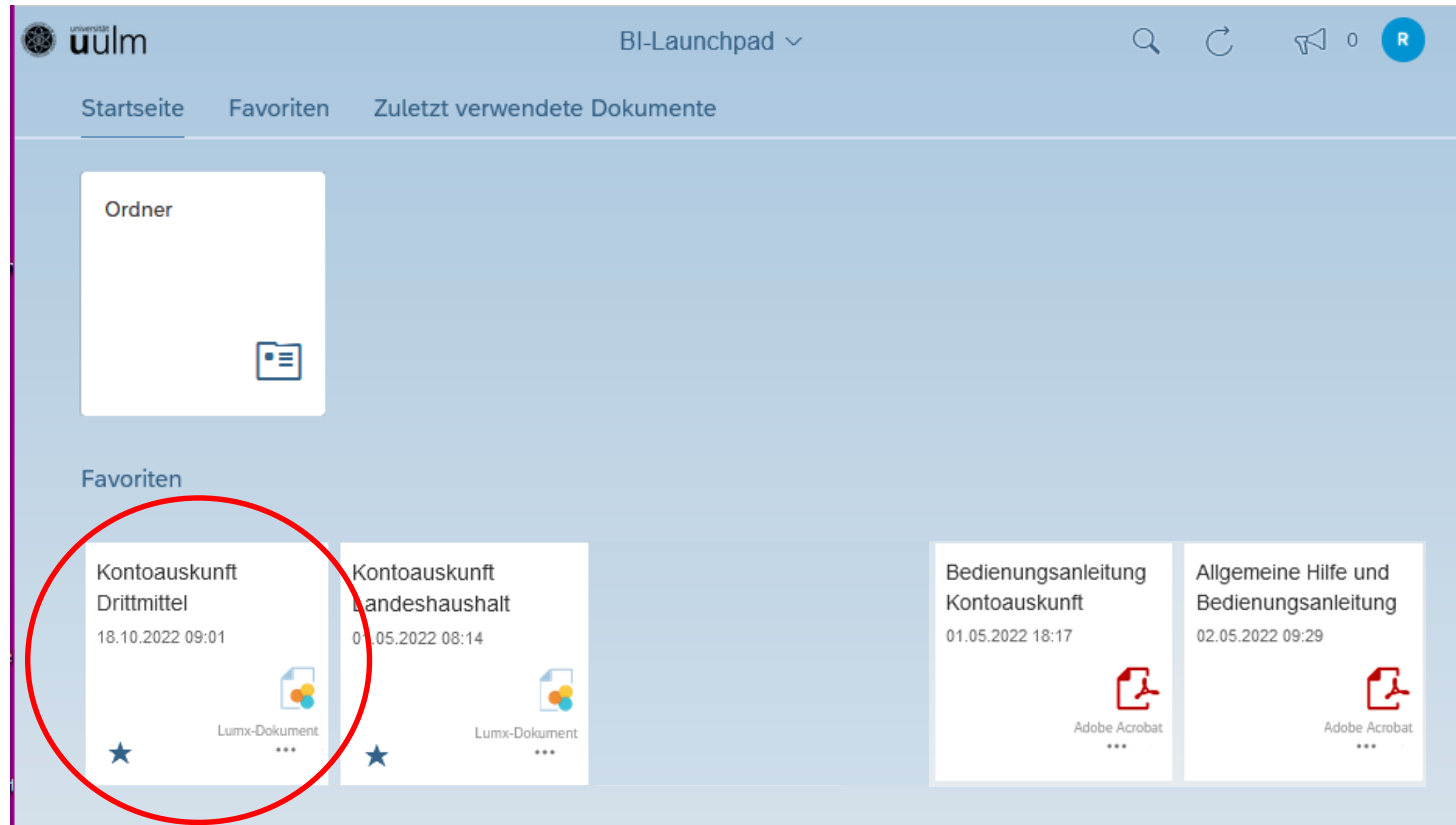 universität
uulm
BI-Launchpad
0
R
Startseite Favoriten Zuletzt verwendete Dokumente
Ordner
Favoriten
Kontoauskunft
Drittmittel
18.10.2022 09:01
Lumx-Dokument
Kontoauskunft
Landeshaushalt
01.05.2022 08:14
Lumx-Dokument
Bedienungsanleitung
Kontoauskunft
01.05.2022 18:17
Adobe Acrobat
Allgemeine Hilfe und
Bedienungsanleitung
02.05.2022 09:29
Adobe Acrobat